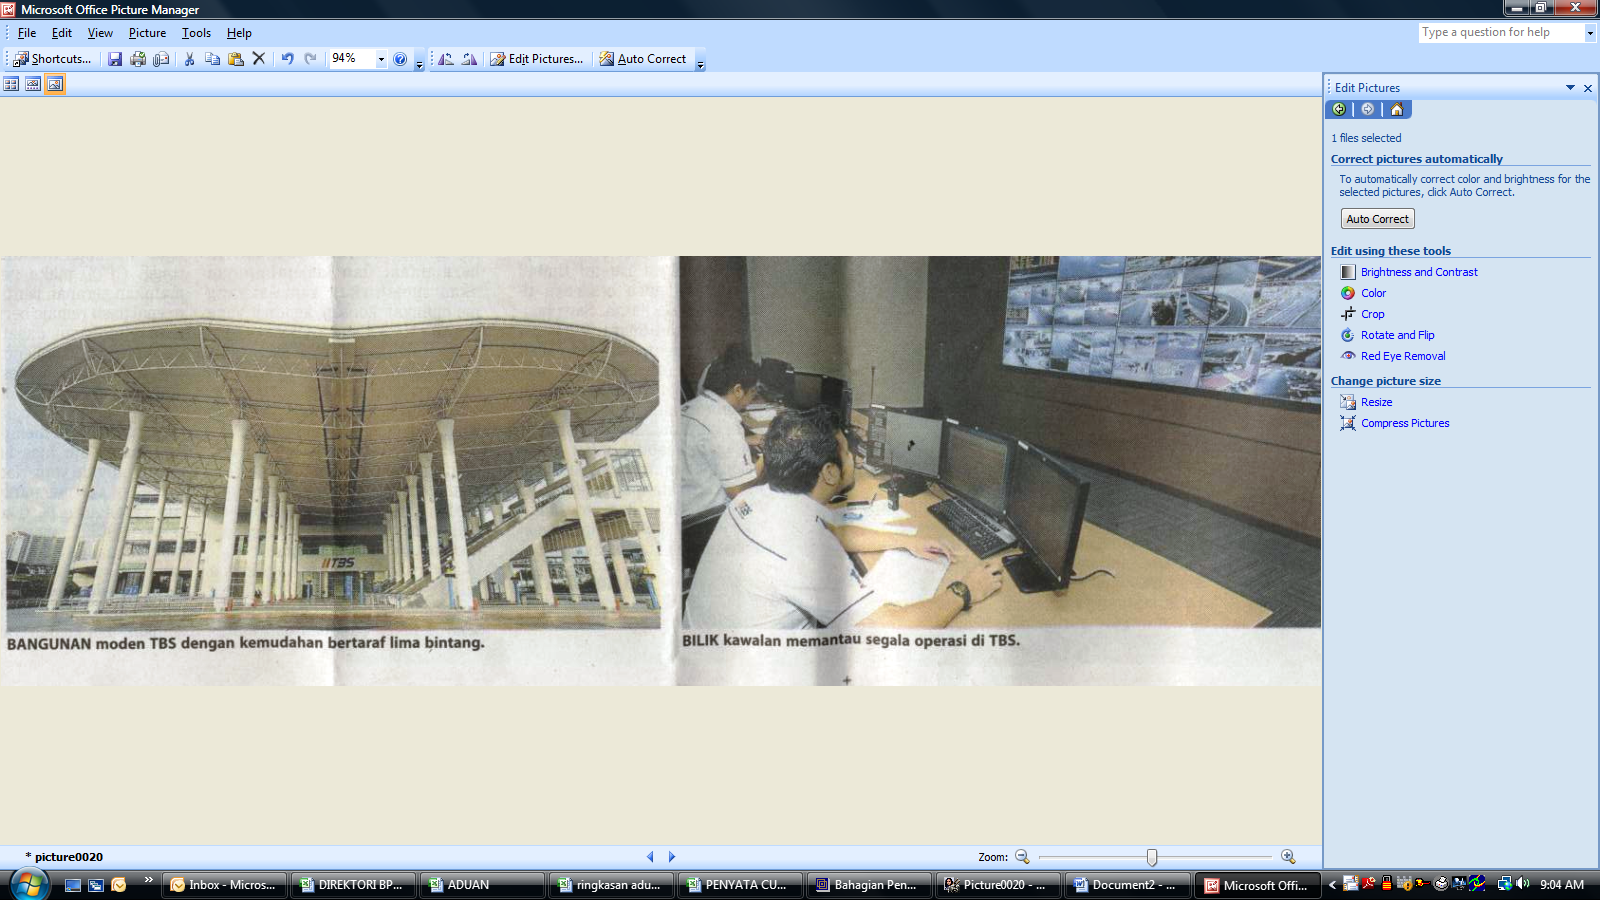 Microsoft Office Picture Manager
File Edit View Picture Tools Help
Type a question for help
Shortcuts... 94% Edit Pictures... Auto Correct
Edit Pictures
1 files selected
Correct pictures automatically
To automatically correct color and brightness for the
selected pictures, click Auto Correct.
Auto Correct
Edit using these tools
Brightness and Contrast
Color
Crop
Rotate and Flip
Red Eye Removal
Change picture size
Resize
Compress Pictures
TBS
BANGUNAN moden TBS dengan kemudahan bertaraf lima bintang.
BILIK kawalan memantau segala operasi di TBS.
* picture0020
Zoom:
Inbox - Micros... DIREKTORI BP... ADUAN ringkasan adu... PENYATA CU... Bahagian Pen... Picture0020 - ... Document2 - ... Microsoft Offi... 9:04 AM